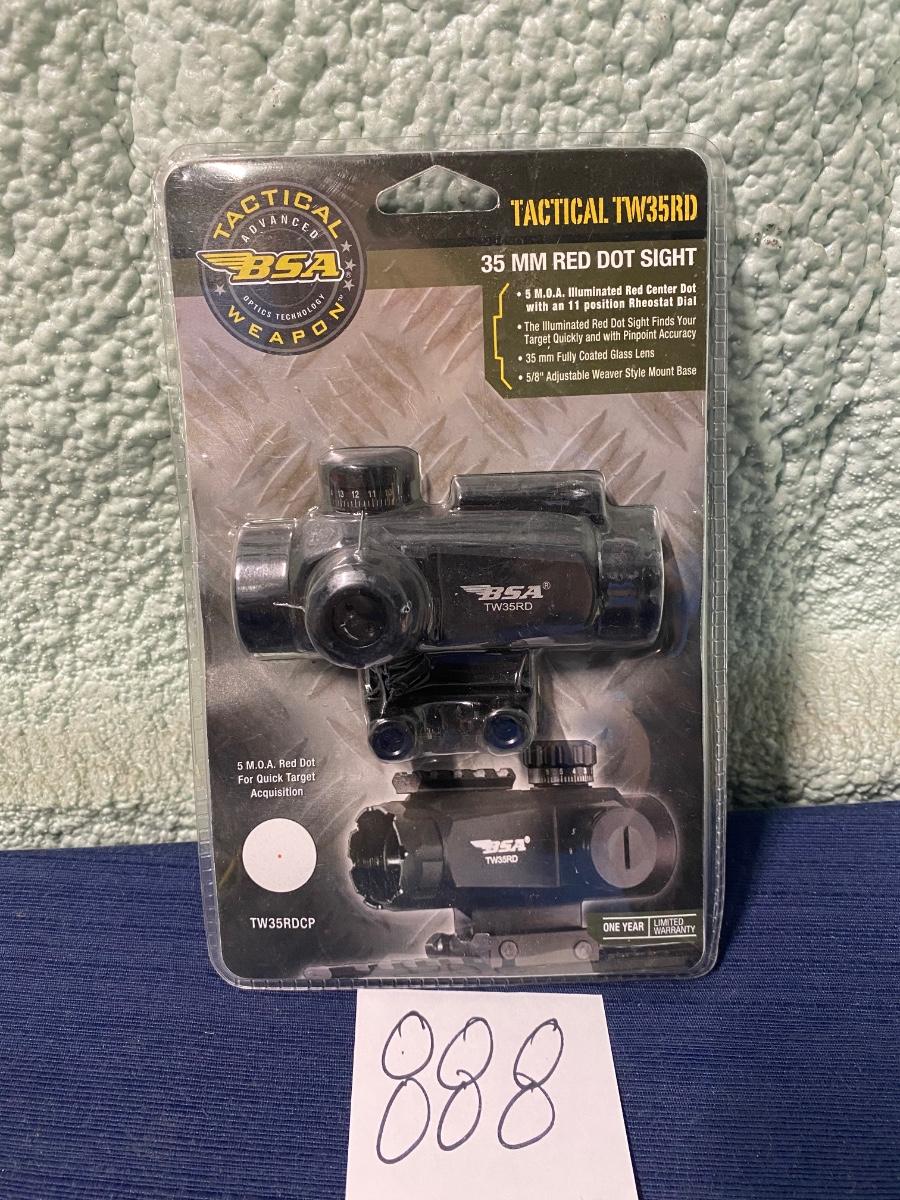 TACTICAL
ADVANCED
BSA®
OPTICS TECHNOLOGY
WEAPON™
TACTICAL TW35RD
35 MM RED DOT SIGHT
• 5 M.O.A. Illuminated Red Center Dot
with an 11 position Rheostat Dial
• The Illuminated Red Dot Sight Finds Your
Target Quickly and with Pinpoint Accuracy
• 35 mm Fully Coated Glass Lens
• 5/8" Adjustable Weaver Style Mount Base
13 12 11
BSA®
TW35RD
5 M.O.A. Red Dot
For Quick Target
Acquisition
BSA®
TW35RD
TW35RDCP
ONE YEAR
LIMITED
WARRANTY
888